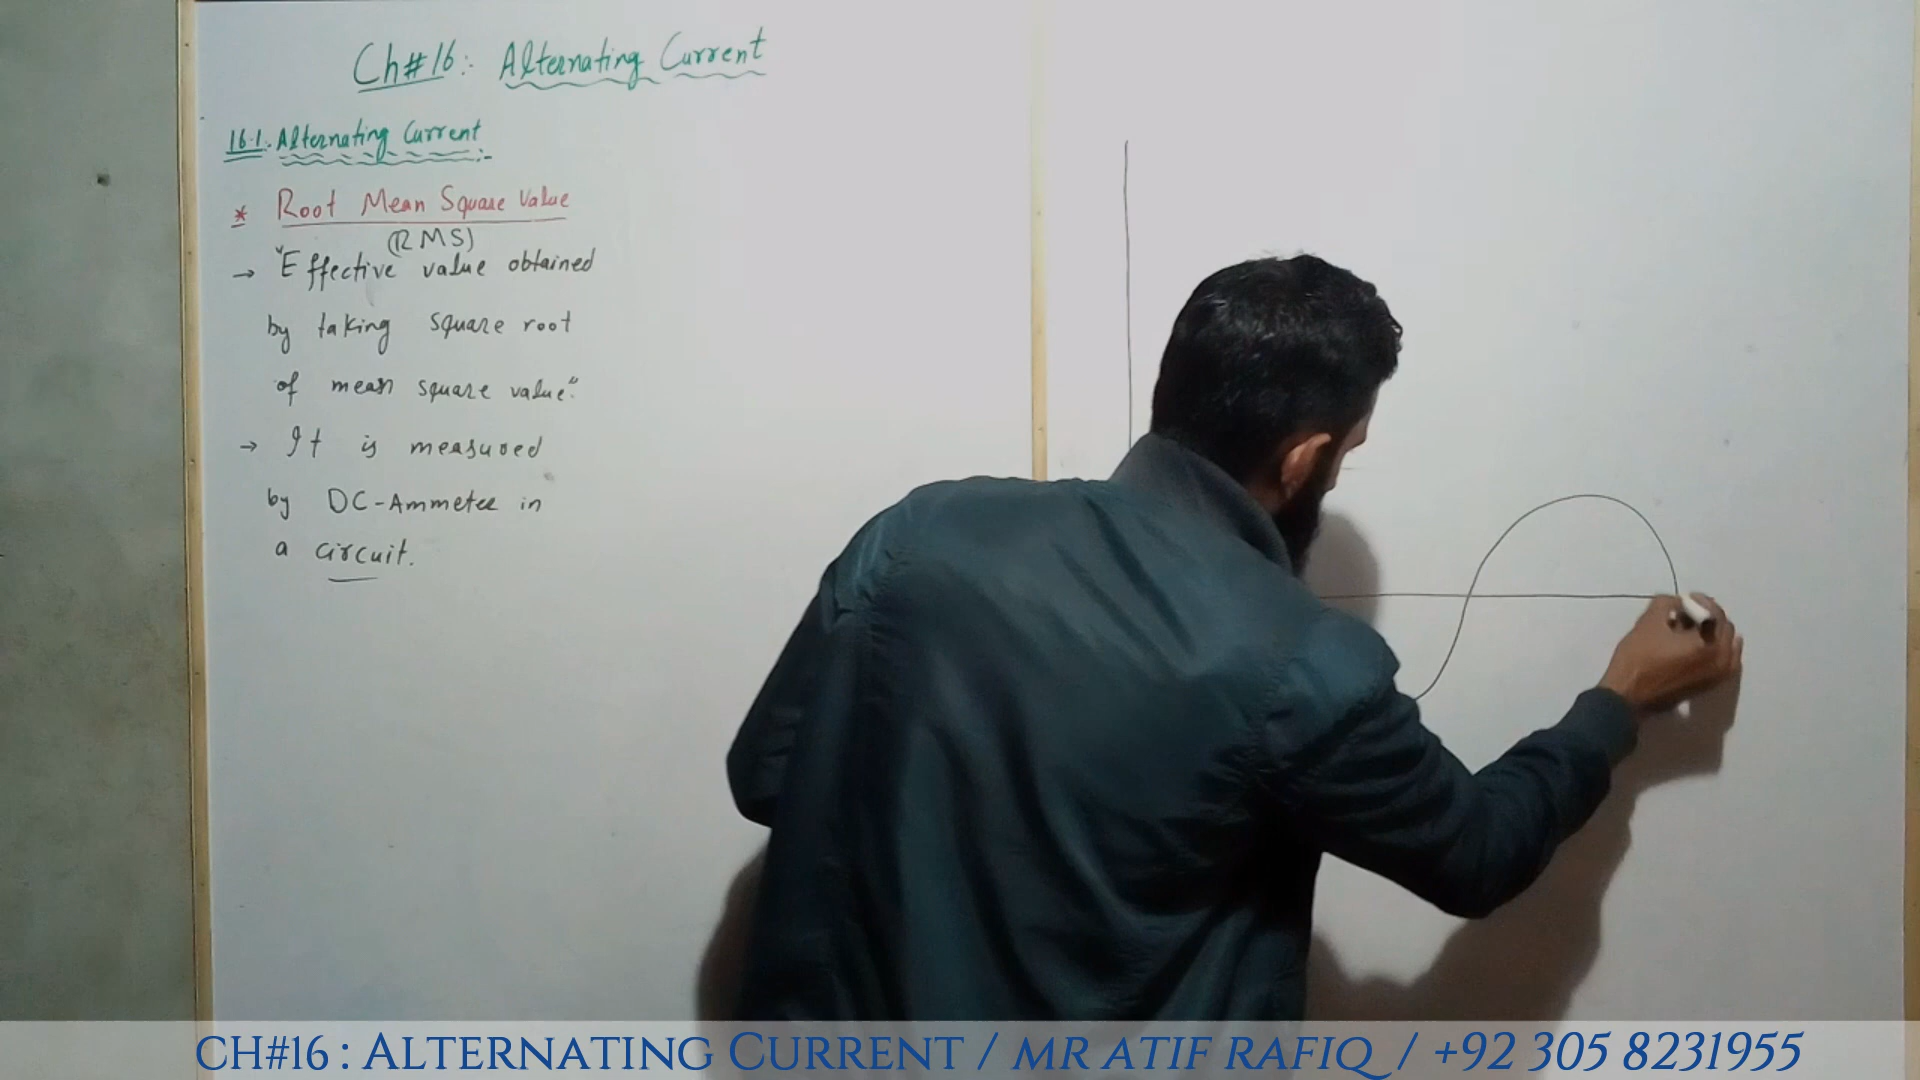 Ch#16: Alternating Current
16.1: Alternating Current:-
* Root Mean Square Value
(RMS)
→ "Effective value obtained
by taking square root
of mean square value".
→ It is measured
by DC-Ammeter in
a circuit.
CH#16 : ALTERNATING CURRENT / MR ATIF RAFIQ / +92 305 8231955